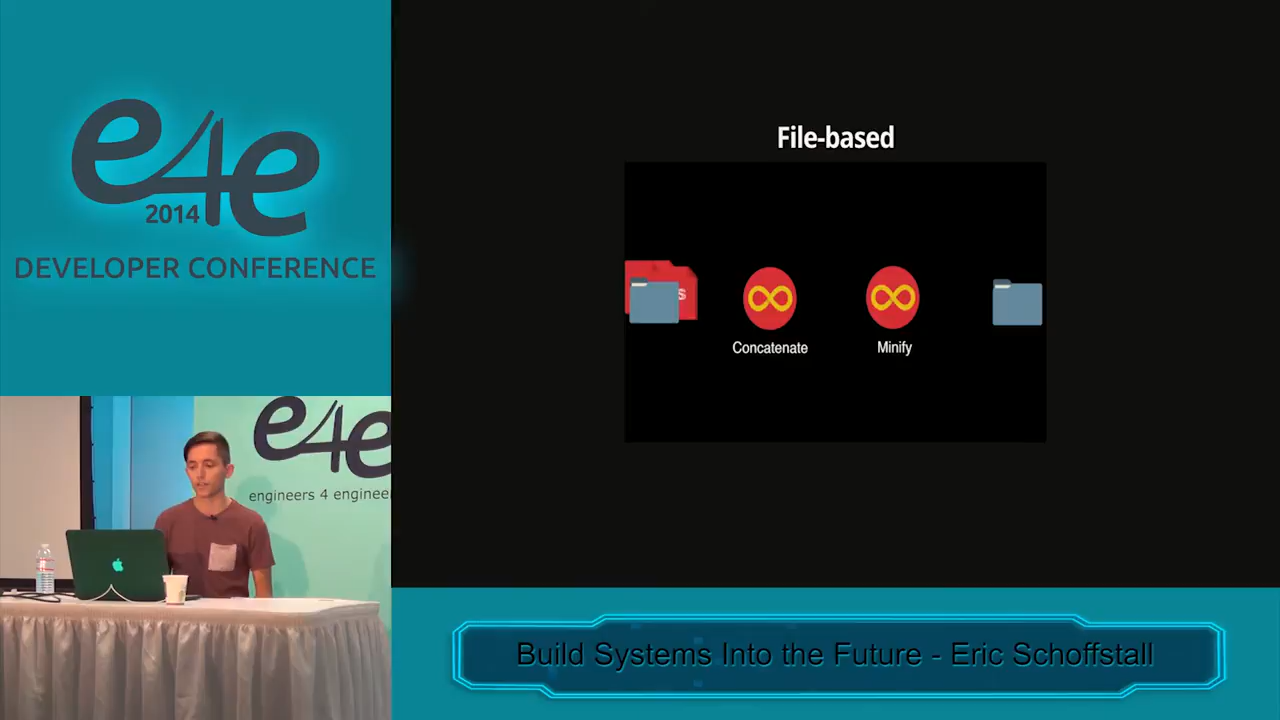 e4e
2014
DEVELOPER CONFERENCE
File-based
S
Concatenate
Minify
e4e
engineers 4 engineer
Build Systems Into the Future - Eric Schoffstall